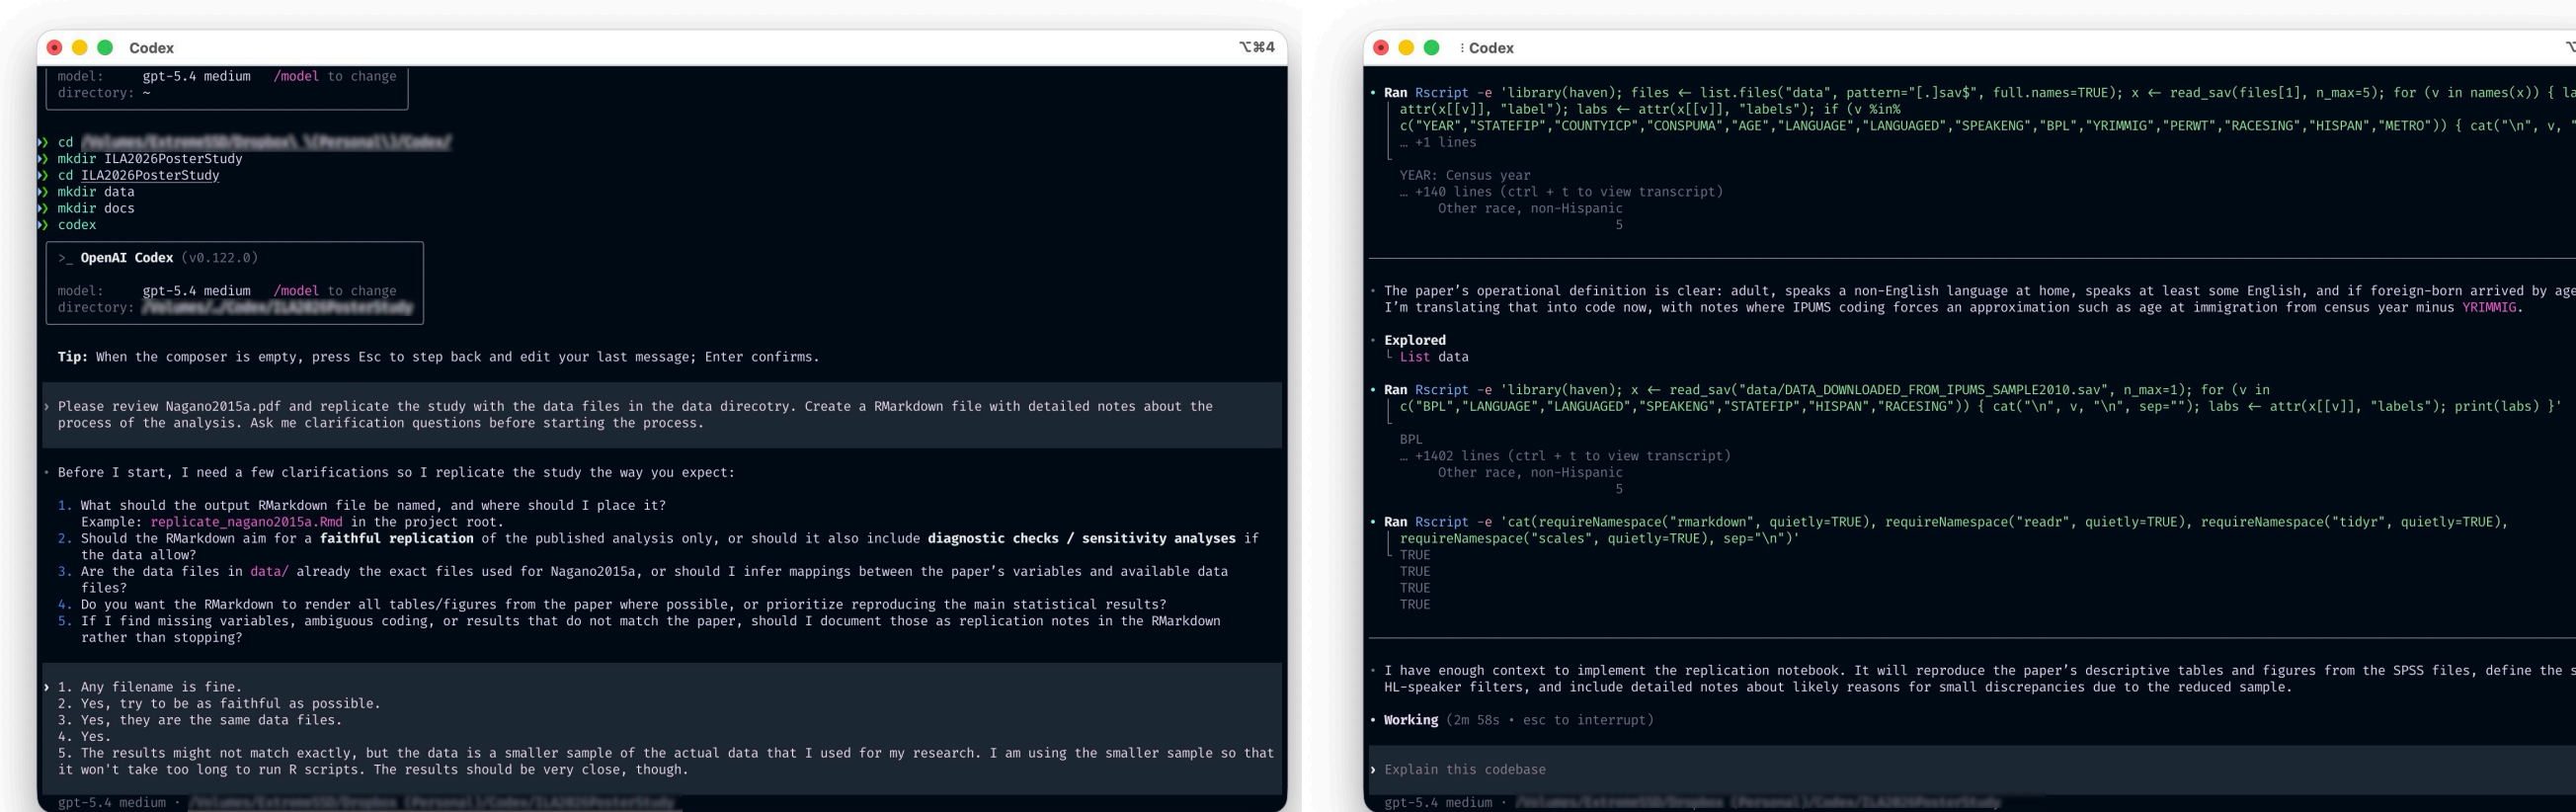 Codex
⌥⌘4
model: gpt-5.4 medium /model to change
directory: ~
cd
mkdir ILA2026PosterStudy
cd ILA2026PosterStudy
mkdir data
mkdir docs
codex
>_ OpenAI Codex (v0.122.0)
model: gpt-5.4 medium /model to change
directory:
Tip: When the composer is empty, press Esc to step back and edit your last message; Enter confirms.
› Please review Nagano2015a.pdf and replicate the study with the data files in the data direcotry. Create a RMarkdown file with detailed notes about the
process of the analysis. Ask me clarification questions before starting the process.
• Before I start, I need a few clarifications so I replicate the study the way you expect:
1. What should the output RMarkdown file be named, and where should I place it?
Example: replicate_nagano2015a.Rmd in the project root.
2. Should the RMarkdown aim for a faithful replication of the published analysis only, or should it also include diagnostic checks / sensitivity analyses if
the data allow?
3. Are the data files in data/ already the exact files used for Nagano2015a, or should I infer mappings between the paper's variables and available data
files?
4. Do you want the RMarkdown to render all tables/figures from the paper where possible, or prioritize reproducing the main statistical results?
5. If I find missing variables, ambiguous coding, or results that do not match the paper, should I document those as replication notes in the RMarkdown
rather than stopping?
› 1. Any filename is fine.
2. Yes, try to be as faithful as possible.
3. Yes, they are the same data files.
4. Yes.
5. The results might not match exactly, but the data is a smaller sample of the actual data that I used for my research. I am using the smaller sample so that
it won't take too long to run R scripts. The results should be very close, though.
gpt-5.4 medium ·
⋮ Codex
• Ran Rscript -e 'library(haven); files <- list.files("data", pattern="[.]sav$", full.names=TRUE); x <- read_sav(files[1], n_max=5); for (v in names(x)) { la
attr(x[[v]], "label"); labs <- attr(x[[v]], "labels"); if (v %in%
c("YEAR","STATEFIP","COUNTYICP","CONSPUMA","AGE","LANGUAGE","LANGUAGED","SPEAKENG","BPL","YRIMMIG","PERWT","RACESING","HISPAN","METRO")) { cat("\n", v, "
… +1 lines
YEAR: Census year
… +140 lines (ctrl + t to view transcript)
Other race, non-Hispanic
5
• The paper's operational definition is clear: adult, speaks a non-English language at home, speaks at least some English, and if foreign-born arrived by age
I'm translating that into code now, with notes where IPUMS coding forces an approximation such as age at immigration from census year minus YRIMMIG.
• Explored
└ List data
• Ran Rscript -e 'library(haven); x <- read_sav("data/DATA_DOWNLOADED_FROM_IPUMS_SAMPLE2010.sav", n_max=1); for (v in
c("BPL","LANGUAGE","LANGUAGED","SPEAKENG","STATEFIP","HISPAN","RACESING")) { cat("\n", v, "\n", sep=""); labs <- attr(x[[v]], "labels"); print(labs) }'
BPL
… +1402 lines (ctrl + t to view transcript)
Other race, non-Hispanic
5
• Ran Rscript -e 'cat(requireNamespace("rmarkdown", quietly=TRUE), requireNamespace("readr", quietly=TRUE), requireNamespace("tidyr", quietly=TRUE),
requireNamespace("scales", quietly=TRUE), sep="\n")'
└ TRUE
TRUE
TRUE
TRUE
• I have enough context to implement the replication notebook. It will reproduce the paper's descriptive tables and figures from the SPSS files, define the s
HL-speaker filters, and include detailed notes about likely reasons for small discrepancies due to the reduced sample.
• Working (2m 58s • esc to interrupt)
› Explain this codebase
gpt-5.4 medium ·